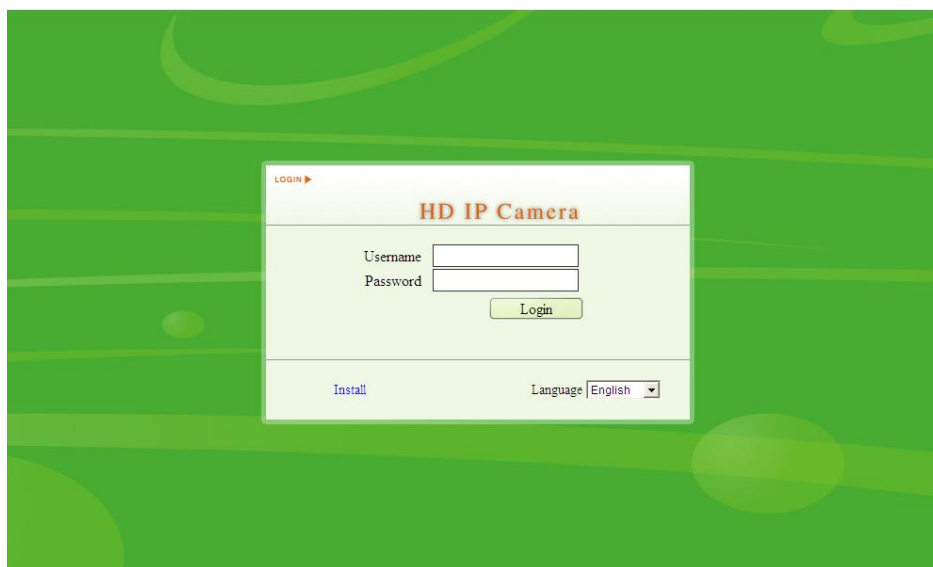 LOGIN
HD IP Camera
Username
Password
Login
Install Language English